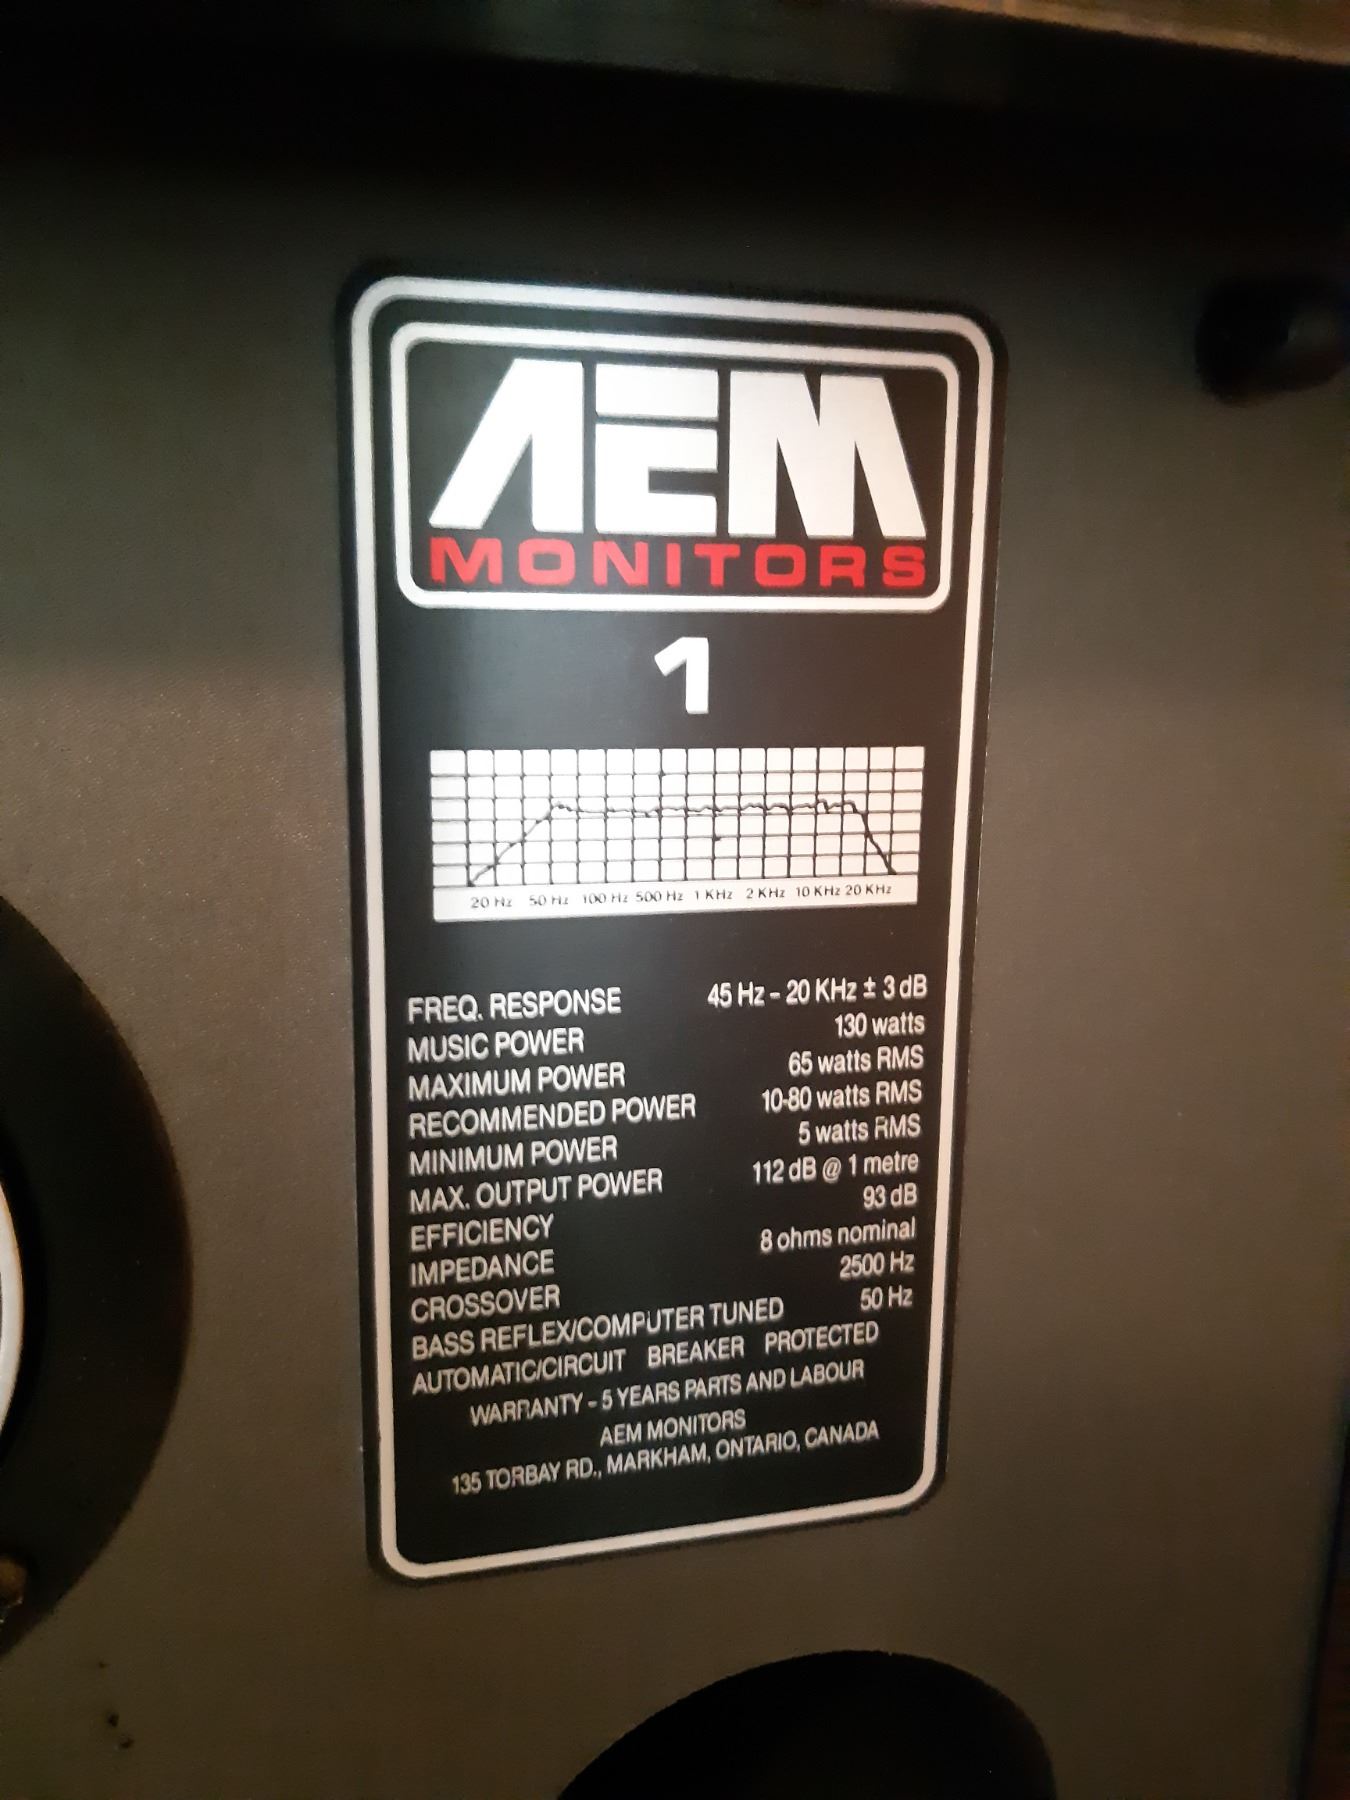 AEM
MONITORS
1
20 Hz 50 Hz 100 Hz 500 Hz 1 KHz 2 KHz 10 KHz 20 KHz
FREQ. RESPONSE 45 Hz - 20 KHz ± 3 dB
MUSIC POWER 130 watts
MAXIMUM POWER 65 watts RMS
RECOMMENDED POWER 10-80 watts RMS
MINIMUM POWER 5 watts RMS
MAX. OUTPUT POWER 112 dB @ 1 metre
EFFICIENCY 93 dB
IMPEDANCE 8 ohms nominal
CROSSOVER 2500 Hz
BASS REFLEX/COMPUTER TUNED 50 Hz
AUTOMATIC/CIRCUIT BREAKER PROTECTED
WARRANTY - 5 YEARS PARTS AND LABOUR
AEM MONITORS
135 TORBAY RD., MARKHAM, ONTARIO, CANADA